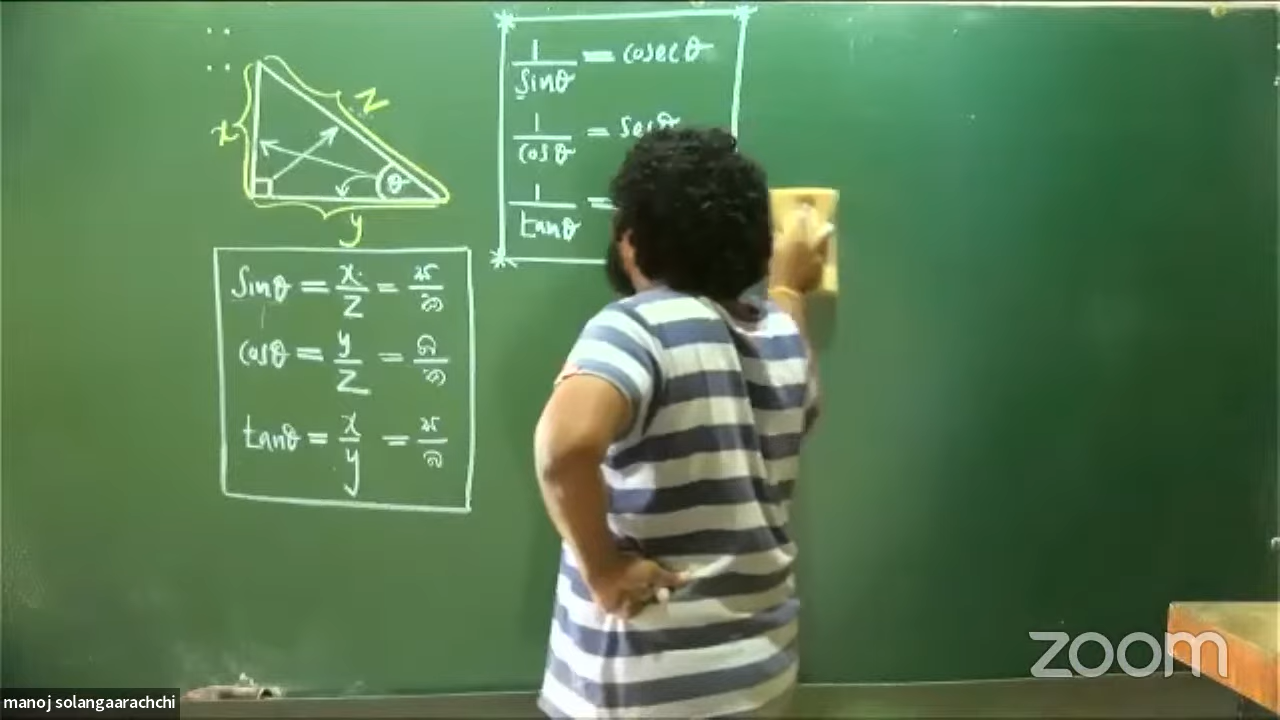 x
z
θ
y
1/sinθ = cosecθ
1/cosθ = secθ
1/tanθ =
sinθ = x/z =
cosθ = y/z =
tanθ = x/y =
zoom
manoj solangaarachchi